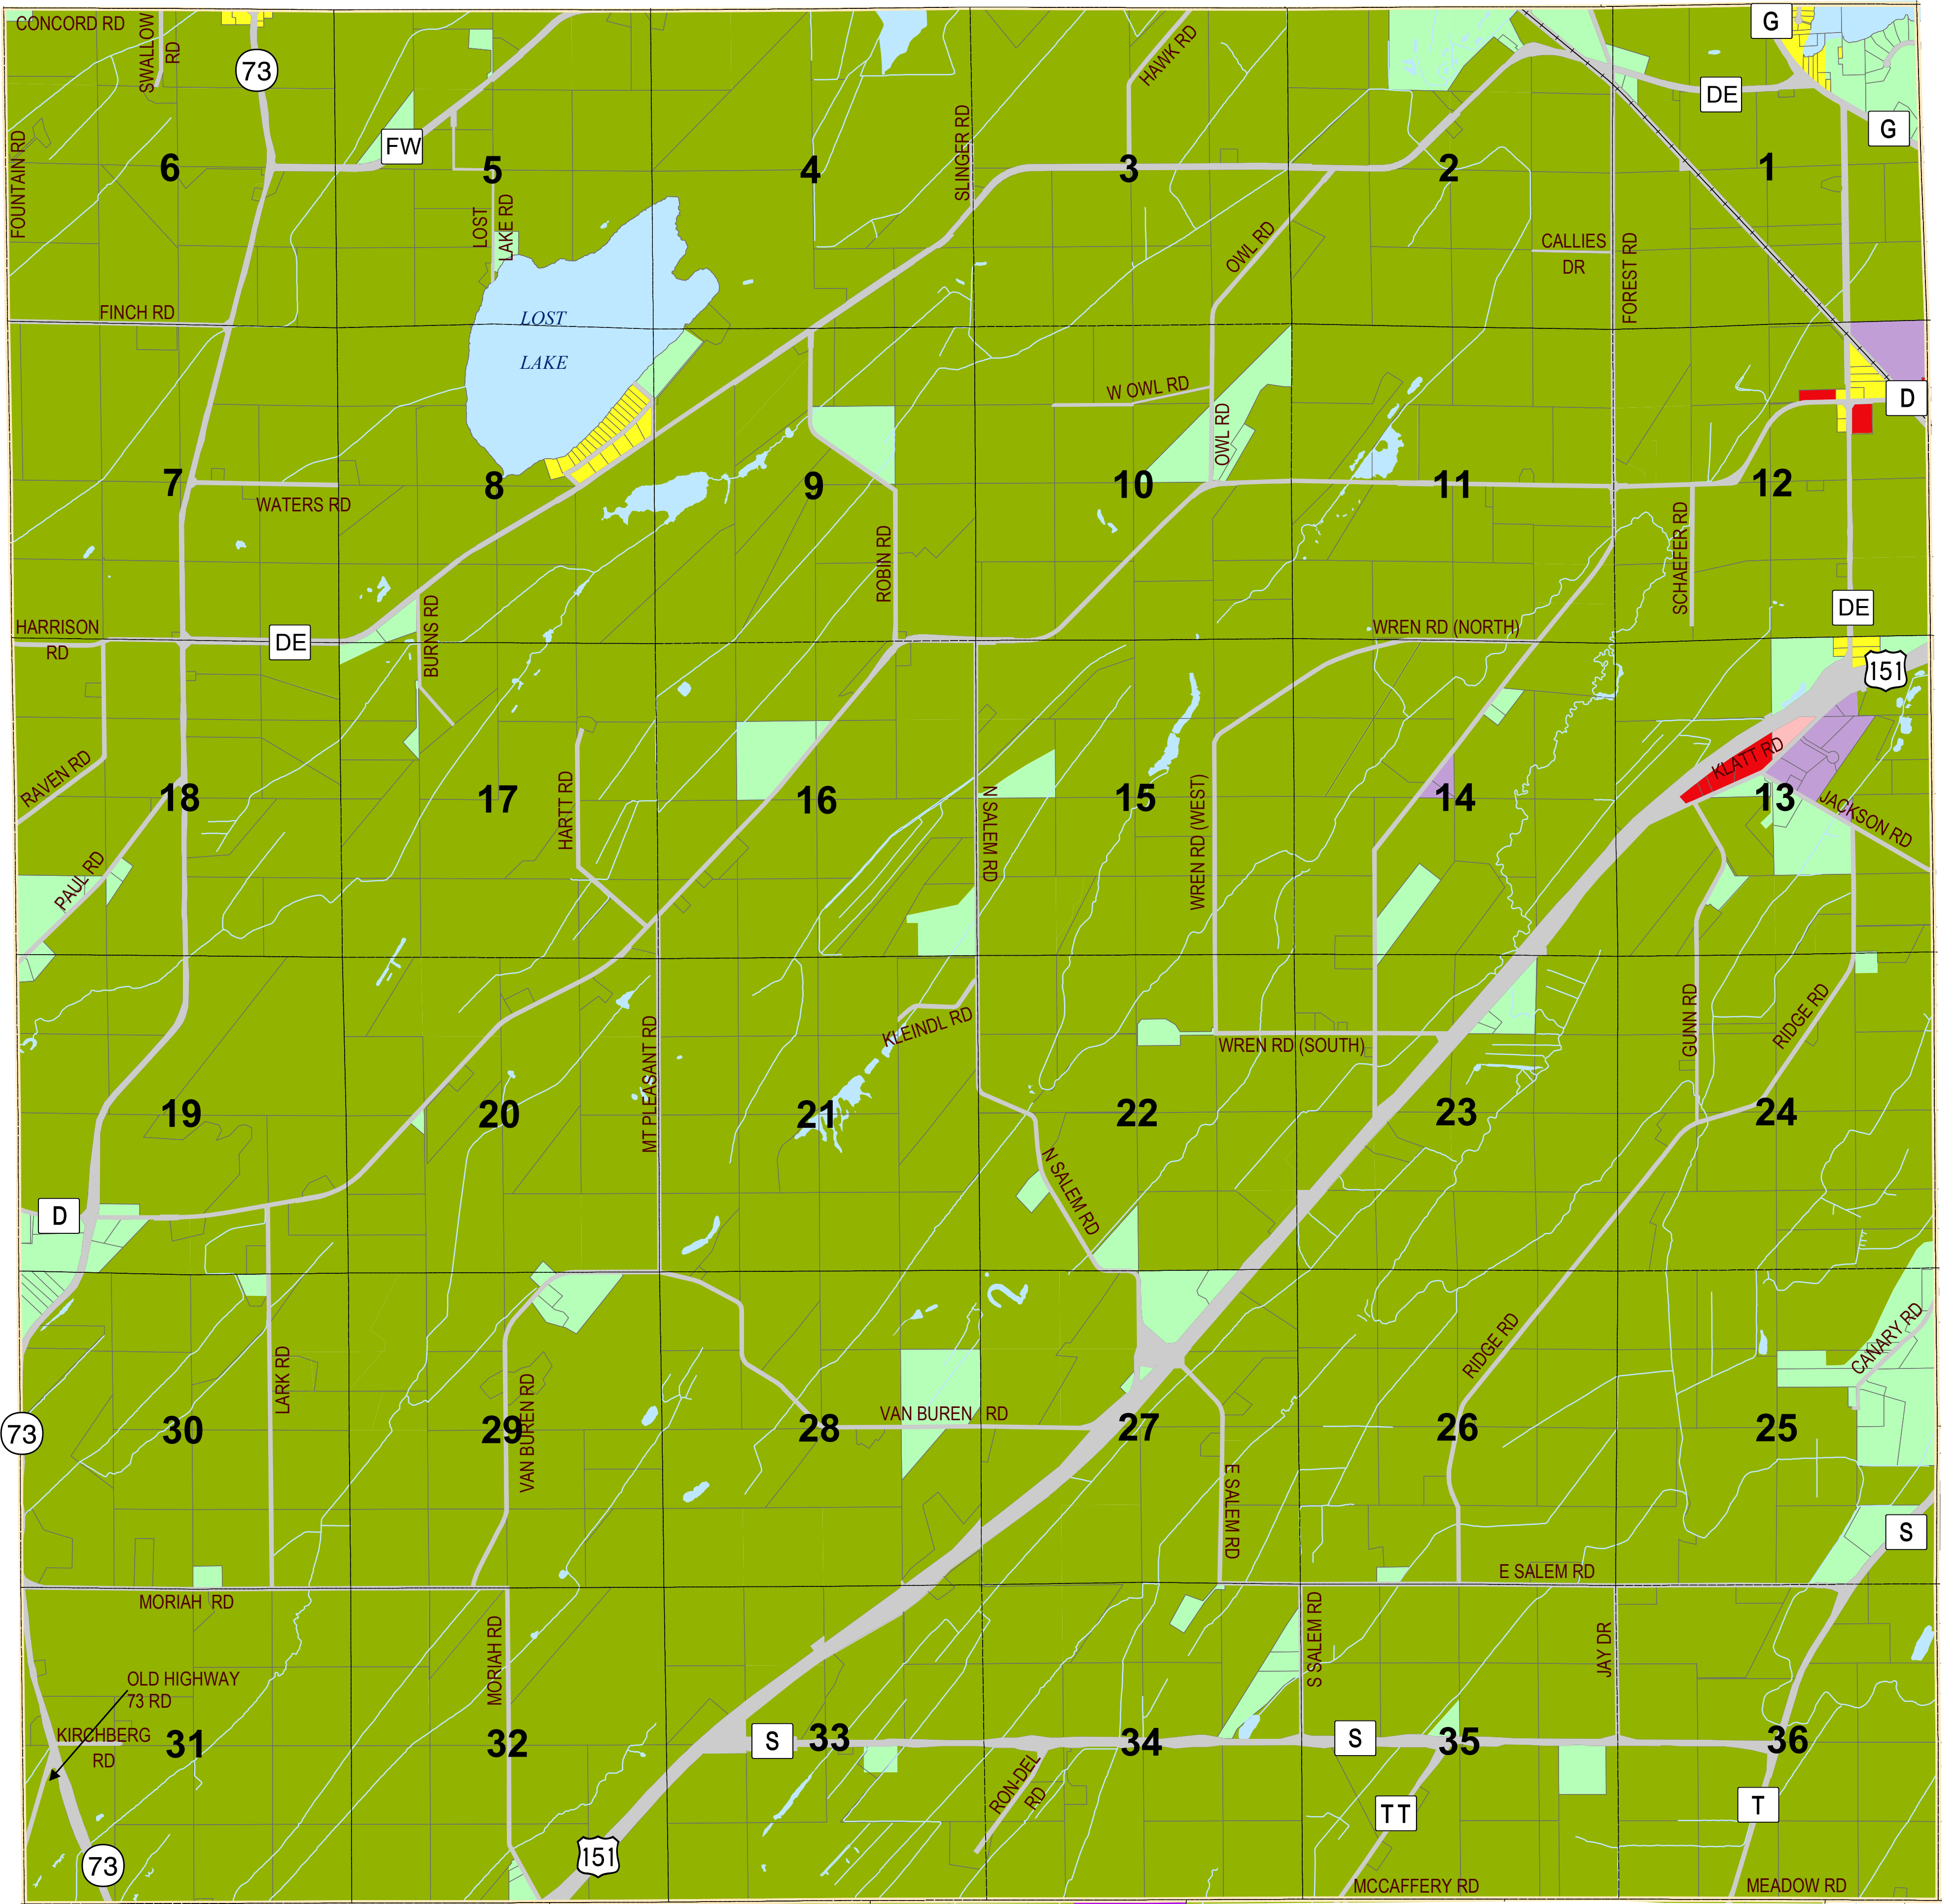 CONCORD RD
SWALLOW
RD
73
HAWK RD
G
DE
G
FOUNTAIN RD
FW
SLINGER RD
6
5
4
3
2
1
LOST
LAKE RD
OWL RD
CALLIES
DR
FOREST RD
FINCH RD
LOST
LAKE
W OWL RD
OWL RD
D
7
8
9
10
11
12
WATERS RD
ROBIN RD
SCHAEFER RD
HARRISON
RD
DE
BURNS RD
WREN RD (NORTH)
DE
151
RAVEN RD
HARTT RD
N SALEM RD
WREN RD (WEST)
KLATT RD
18
17
16
15
14
13
JACKSON RD
PAUL RD
MT PLEASANT RD
KLEINDL RD
WREN RD (SOUTH)
GUNN RD
RIDGE RD
19
20
21
22
23
24
D
N SALEM RD
LARK RD
RIDGE RD
CANARY RD
73
30
29
VAN BUREN RD
28
VAN BUREN RD
27
26
25
E SALEM RD
S
E SALEM RD
MORIAH RD
MORIAH RD
S SALEM RD
JAY DR
OLD HIGHWAY
73 RD
KIRCHBERG
RD
31
32
S
33
34
S
35
36
RON-DEL
RD
TT
T
73
151
MCCAFFERY RD
MEADOW RD